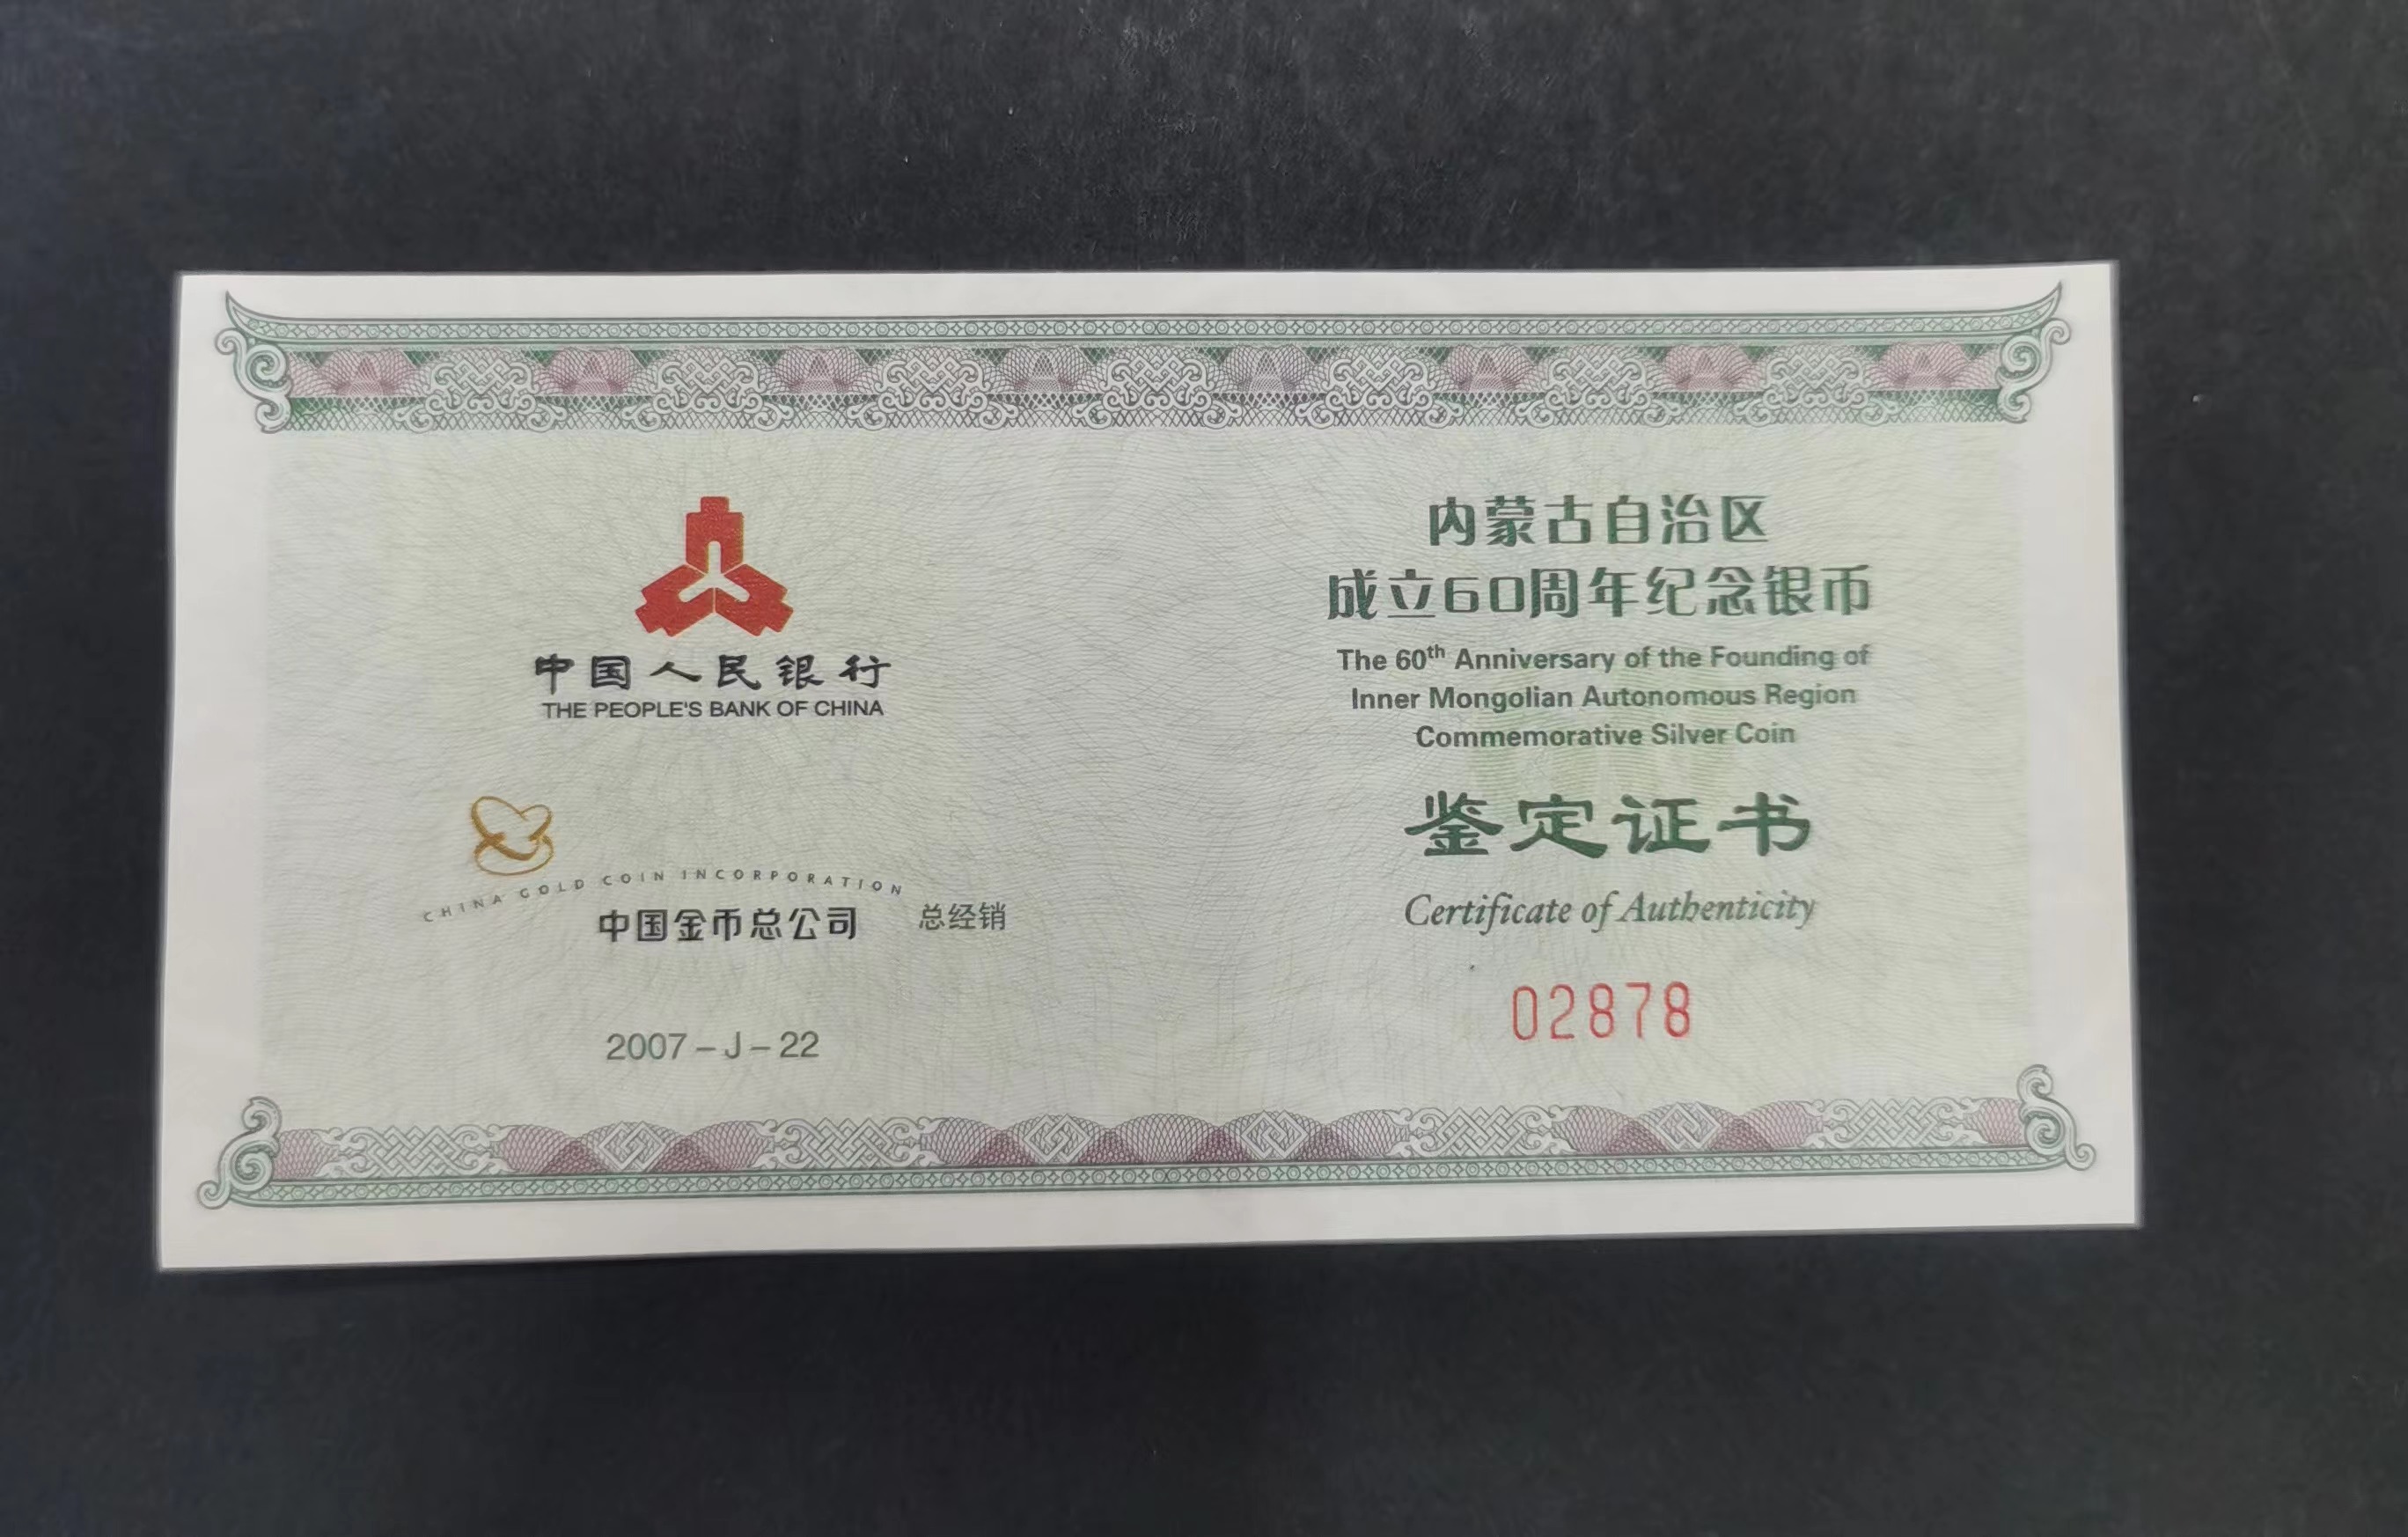 中国人民银行
THE PEOPLE'S BANK OF CHINA
CHINA GOLD COIN INCORPORATION
中国金币总公司 总经销
2007-J-22
内蒙古自治区
成立60周年纪念银币
The 60th Anniversary of the Founding of
Inner Mongolian Autonomous Region
Commemorative Silver Coin
鉴定证书
Certificate of Authenticity
02878